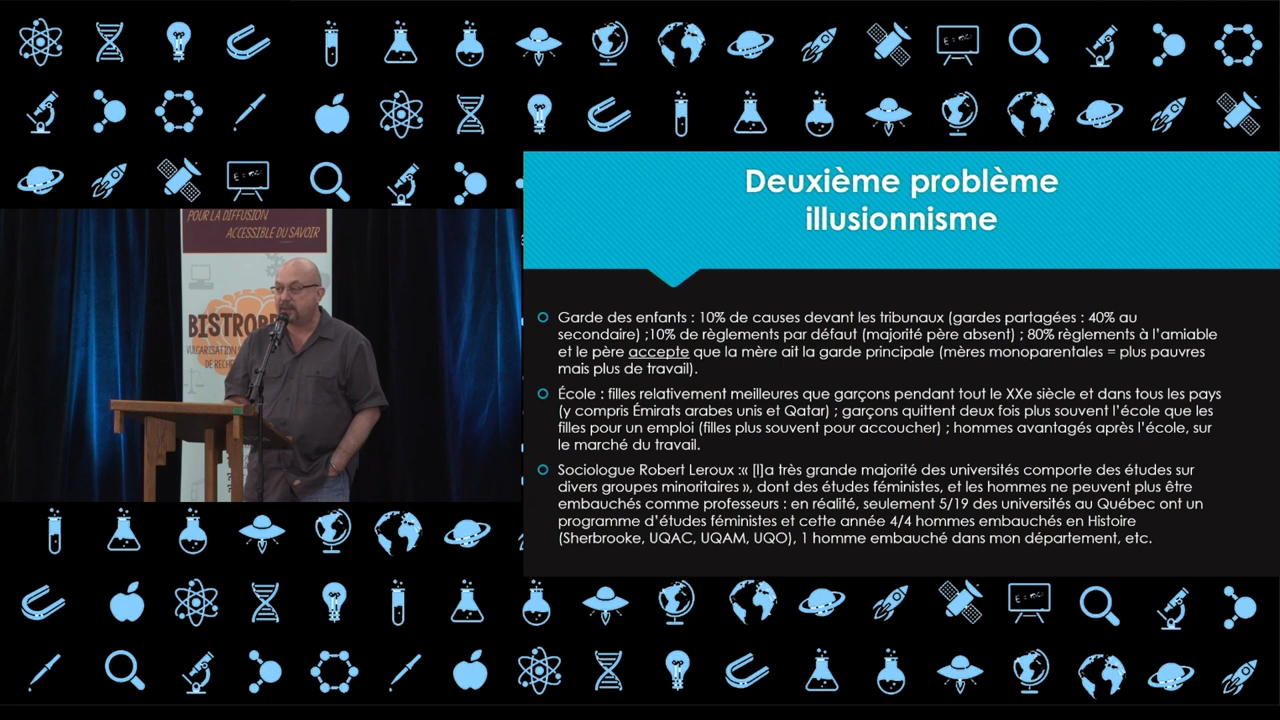 Deuxième problème
illusionnisme
POUR LA DIFFUSION
ACCESSIBLE DU SAVOIR
VULGARISATION
DE RECHE
Garde des enfants : 10% de causes devant les tribunaux (gardes partagées : 40% au
secondaire) ;10% de règlements par défaut (majorité père absent) ; 80% règlements à l’amiable
et le père accepte que la mère ait la garde principale (mères monoparentales = plus pauvres
mais plus de travail).
École : filles relativement meilleures que garçons pendant tout le XXe siècle et dans tous les pays
(y compris Émirats arabes unis et Qatar) ; garçons quittent deux fois plus souvent l’école que les
filles pour un emploi (filles plus souvent pour accoucher) ; hommes avantagés après l’école, sur
le marché du travail.
Sociologue Robert Leroux :« [l]a très grande majorité des universités comporte des études sur
divers groupes minoritaires », dont des études féministes, et les hommes ne peuvent plus être
embauchés comme professeurs : en réalité, seulement 5/19 des universités au Québec ont un
programme d’études féministes et cette année 4/4 hommes embauchés en Histoire
(Sherbrooke, UQAC, UQAM, UQO), 1 homme embauché dans mon département, etc.